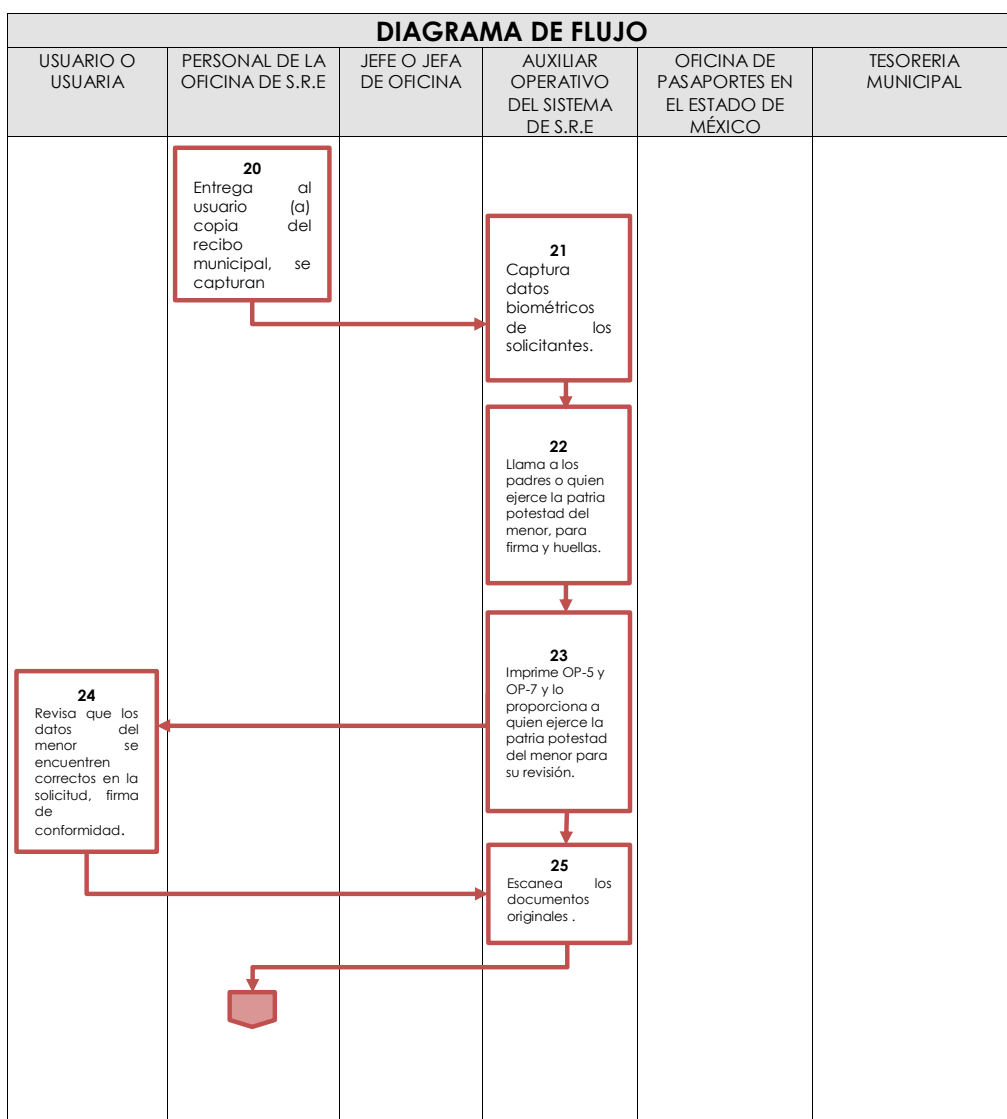 DIAGRAMA DE FLUJO
USUARIO O
USUARIA
PERSONAL DE LA
OFICINA DE S.R.E
JEFE O JEFA
DE OFICINA
AUXILIAR
OPERATIVO
DEL SISTEMA
DE S.R.E
OFICINA DE
PASAPORTES EN
EL ESTADO DE
MÉXICO
TESORERIA
MUNICIPAL
20
Entrega al
usuario (a)
copia del
recibo
municipal, se
capturan
21
Captura
datos
biométricos
de los
solicitantes.
22
Llama a los
padres o quien
ejerce la patria
potestad del
menor, para
firma y huellas.
23
Imprime OP-5 y
OP-7 y lo
proporciona a
quien ejerce la
patria potestad
del menor para
su revisión.
24
Revisa que los
datos del
menor se
encuentren
correctos en la
solicitud, firma
de
conformidad.
25
Escanea los
documentos
originales .